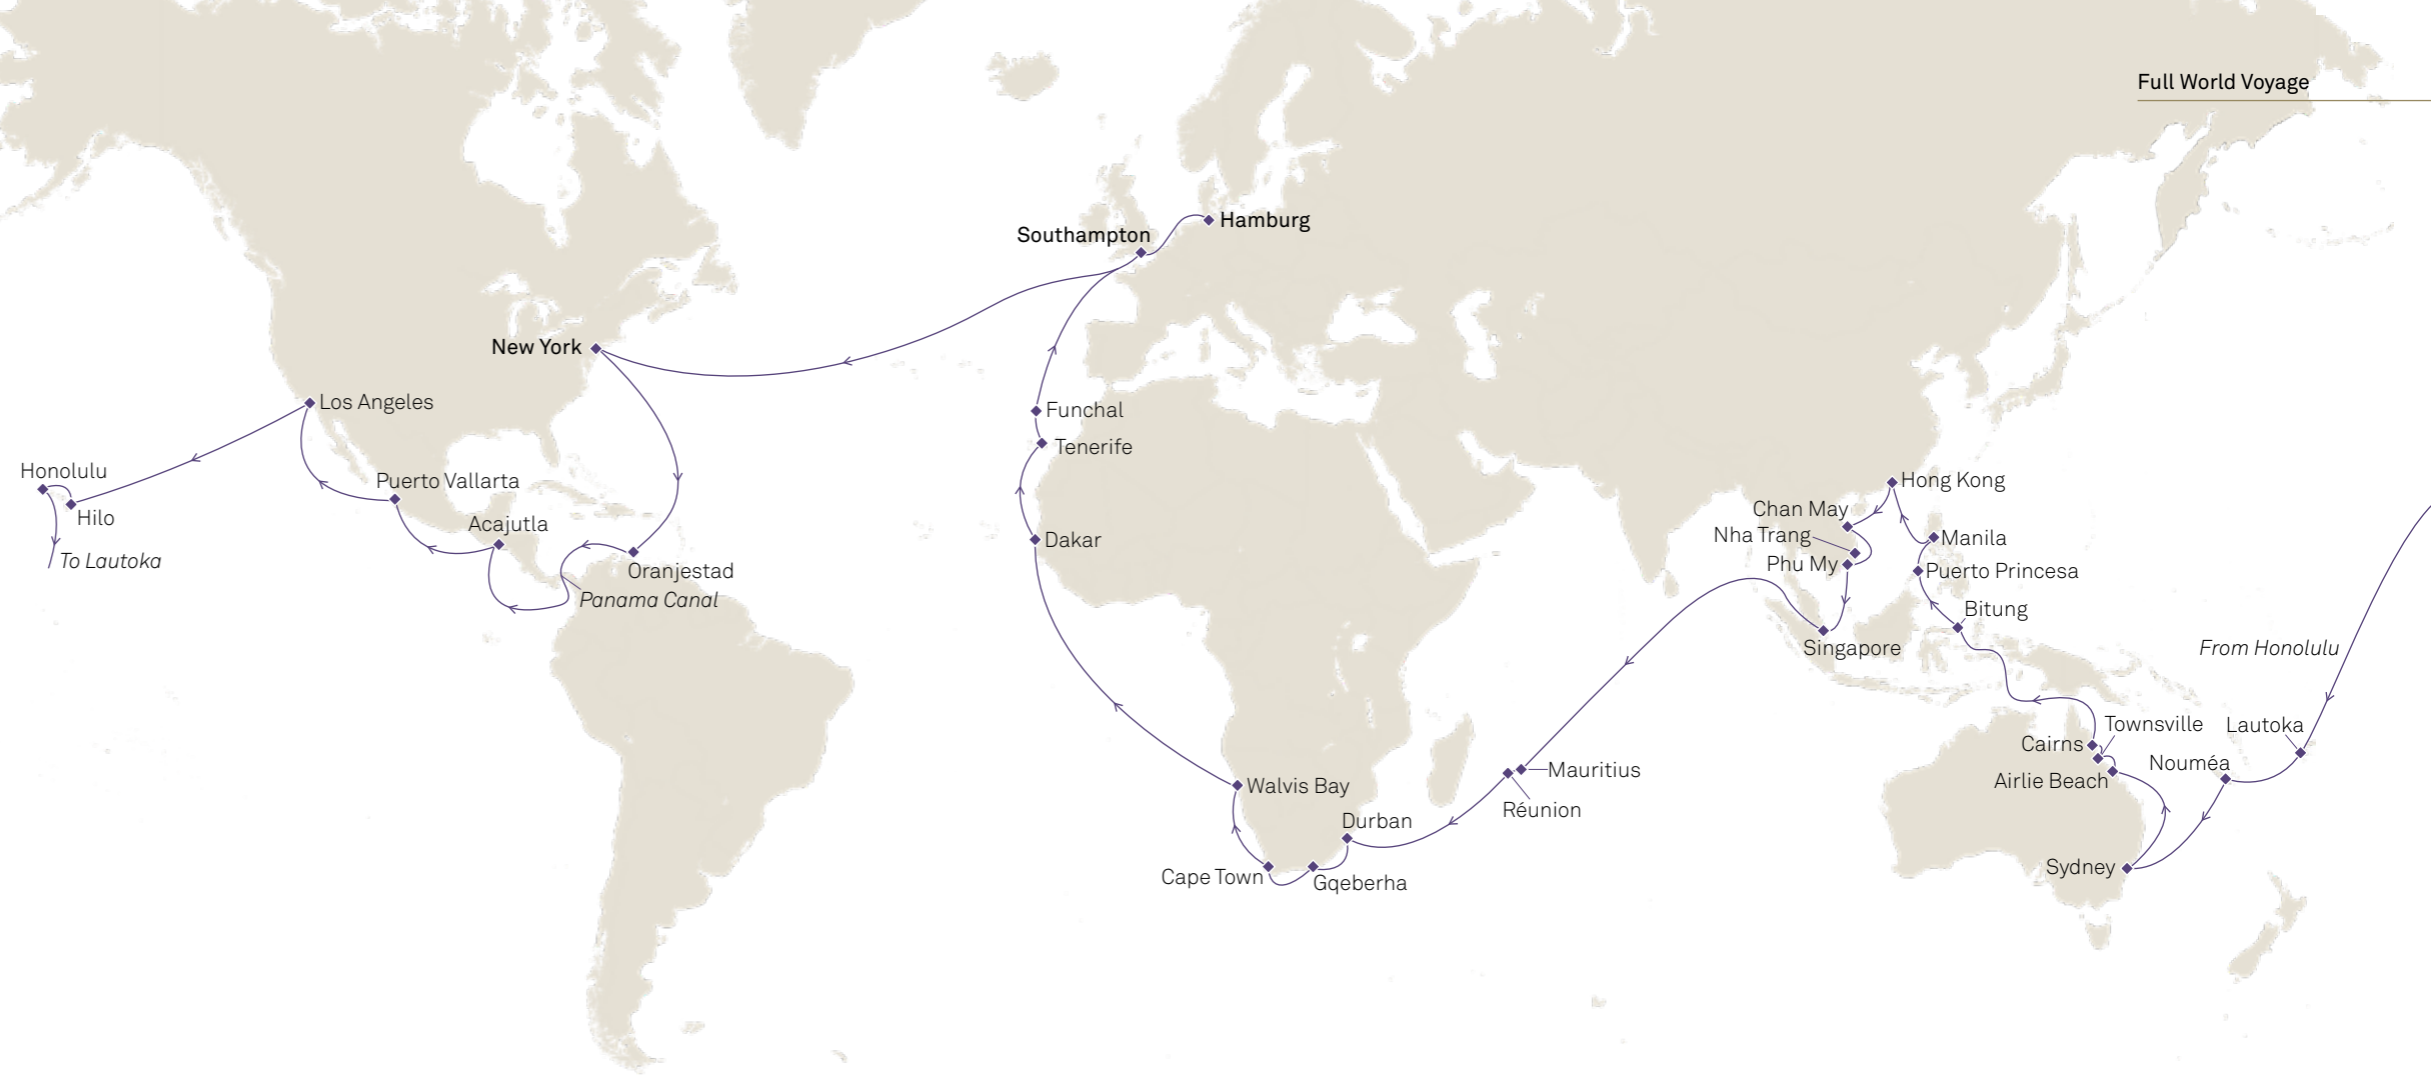 Full World Voyage
Hamburg
Southampton
New York
Los Angeles
Funchal
Tenerife
Honolulu
Puerto Vallarta
Hilo
Acajutla
To Lautoka
Oranjestad
Panama Canal
Dakar
Hong Kong
Chan May
Nha Trang
Manila
Phu My
Puerto Princesa
Bitung
Singapore
From Honolulu
Townsville
Lautoka
Cairns
Nouméa
Airlie Beach
Mauritius
Walvis Bay
Réunion
Durban
Sydney
Cape Town
Gqeberha